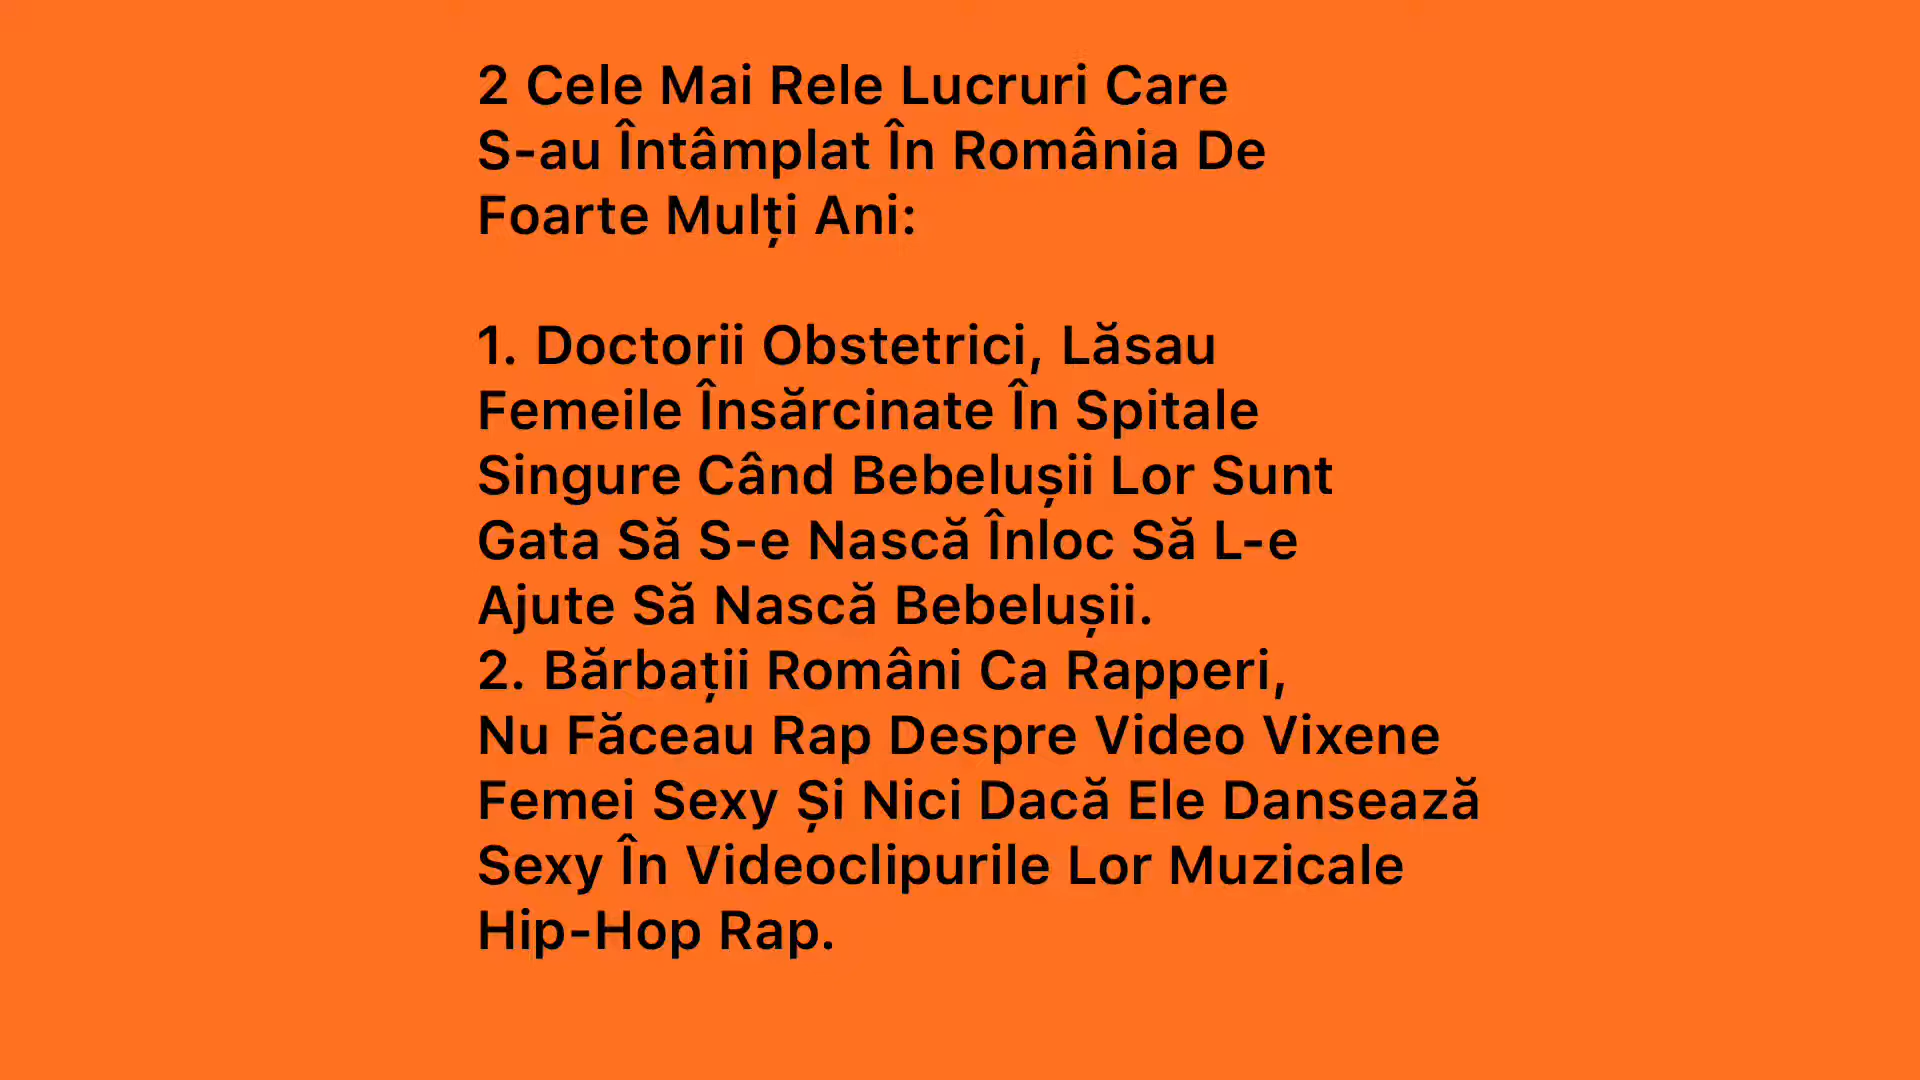 2 Cele Mai Rele Lucruri Care
S-au Întâmplat În România De
Foarte Mulți Ani:
1. Doctorii Obstetrici, Lăsau
Femeile Însărcinate În Spitale
Singure Când Bebelușii Lor Sunt
Gata Să S-e Nască Înloc Să L-e
Ajute Să Nască Bebelușii.
2. Bărbații Români Ca Rapperi,
Nu Făceau Rap Despre Video Vixene
Femei Sexy Și Nici Dacă Ele Dansează
Sexy În Videoclipurile Lor Muzicale
Hip-Hop Rap.